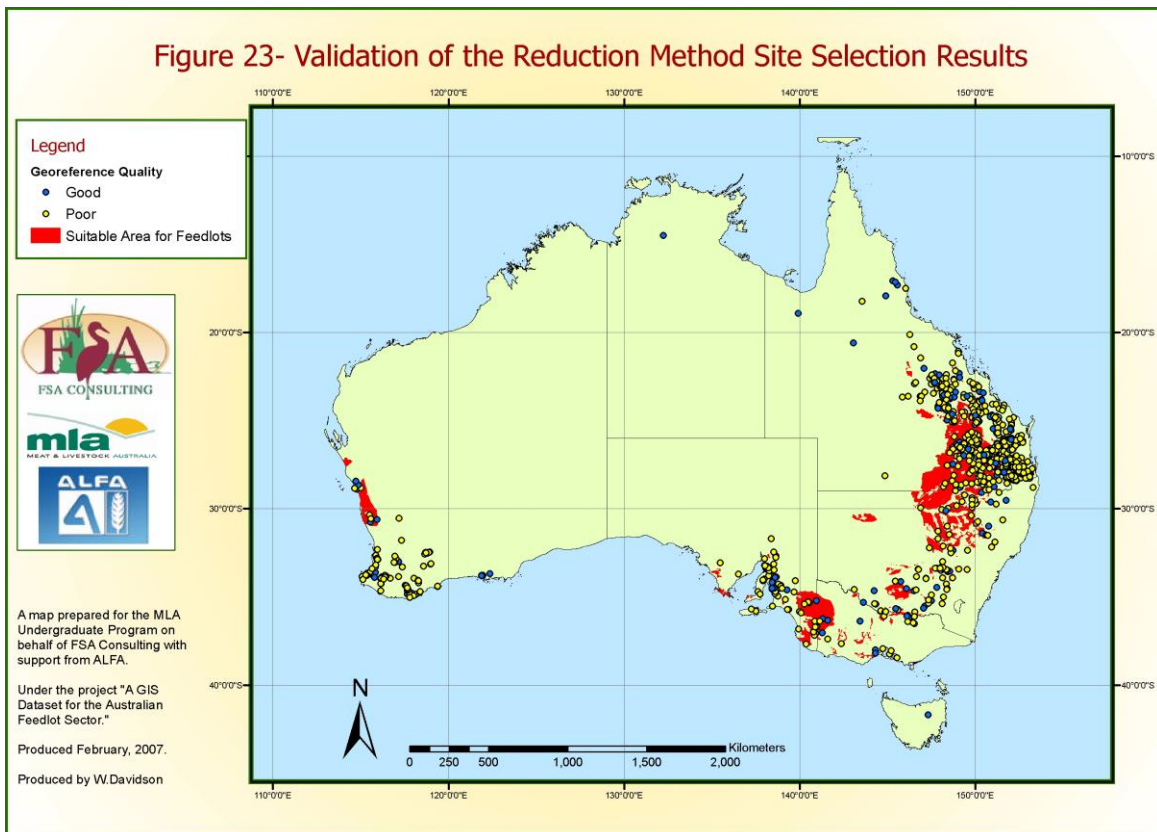 Figure 23- Validation of the Reduction Method Site Selection Results
110°0'0"E 120°0'0"E 130°0'0"E 140°0'0"E 150°0'0"E
Legend
Georeference Quality
Good
Poor
Suitable Area for Feedlots
10°0'0"S
20°0'0"S 20°0'0"S
30°0'0"S 30°0'0"S
40°0'0"S 40°0'0"S
FSA
FSA CONSULTING
mla
MEAT & LIVESTOCK AUSTRALIA
ALFA
A map prepared for the MLA
Undergraduate Program on
behalf of FSA Consulting with
support from ALFA.
Under the project "A GIS
Dataset for the Australian
Feedlot Sector."
Produced February, 2007.
Produced by W.Davidson
N
Kilometers
0 250 500 1,000 1,500 2,000
110°0'0"E 120°0'0"E 130°0'0"E 140°0'0"E 150°0'0"E